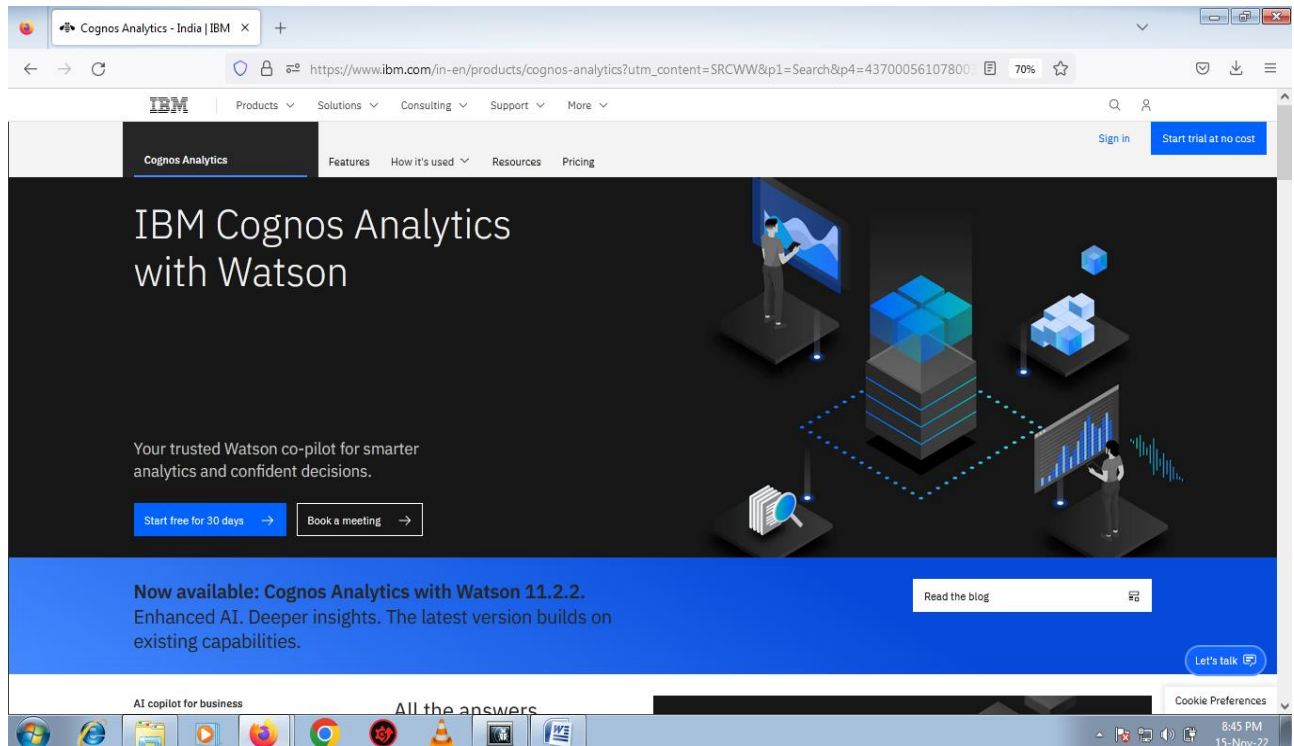 Cognos Analytics - India | IBM
https://www.ibm.com/in-en/products/cognos-analytics?utm_content=SRCWW&p1=Search&p4=43700056107800
70%
IBM Products Solutions Consulting Support More
Sign in Start trial at no cost
Cognos Analytics Features How it's used Resources Pricing
IBM Cognos Analytics
with Watson
Your trusted Watson co-pilot for smarter
analytics and confident decisions.
Start free for 30 days Book a meeting
Now available: Cognos Analytics with Watson 11.2.2.
Enhanced AI. Deeper insights. The latest version builds on
existing capabilities.
Read the blog
Let's talk
AI copilot for business
All the answers
Cookie Preferences
8:45 PM
15-Nov-22